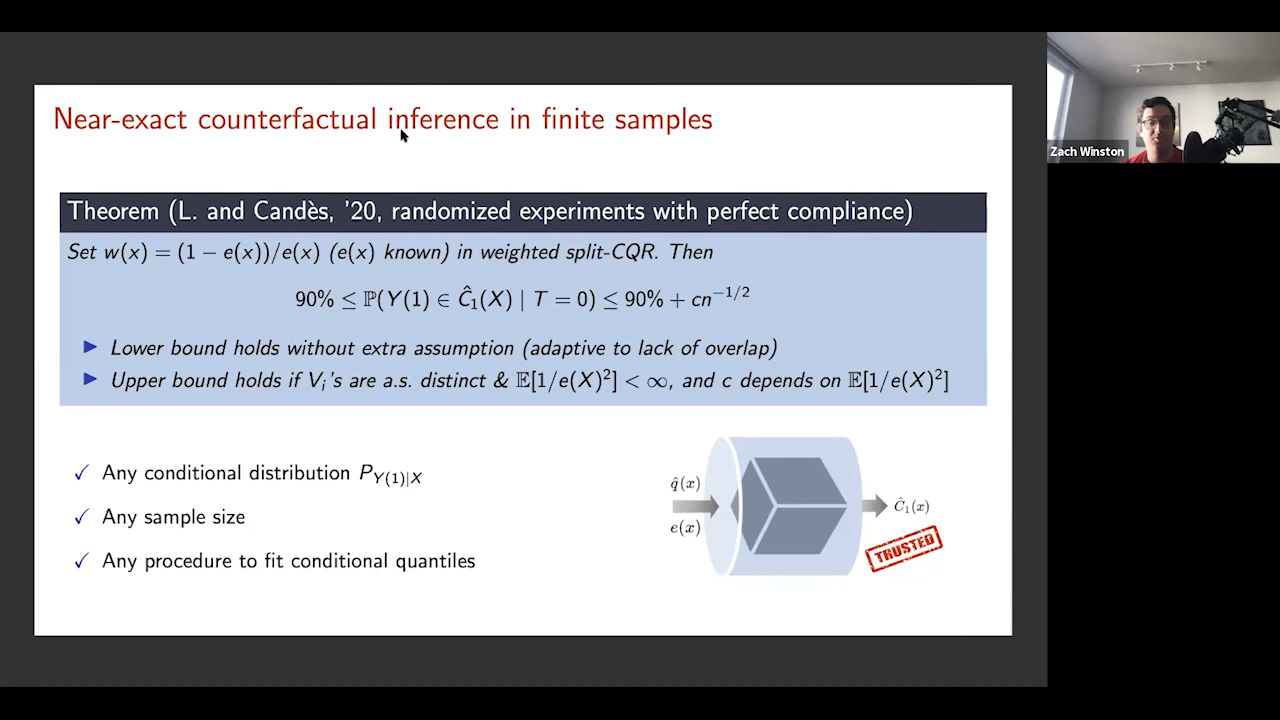 Near-exact counterfactual inference in finite samples
Zach Winston
Theorem (L. and Candès, '20, randomized experiments with perfect compliance)
Set w(x) = (1 − e(x))/e(x) (e(x) known) in weighted split-CQR. Then
90% ≤ ℙ(Y(1) ∈ Ĉ₁(X) | T = 0) ≤ 90% + cn^{−1/2}
▶ Lower bound holds without extra assumption (adaptive to lack of overlap)
▶ Upper bound holds if Vᵢ's are a.s. distinct & 𝔼[1/e(X)²] < ∞, and c depends on 𝔼[1/e(X)²]
✓ Any conditional distribution P_{Y(1)|X}
✓ Any sample size
✓ Any procedure to fit conditional quantiles
q̂(x)
e(x)
Ĉ₁(x)
TRUSTED